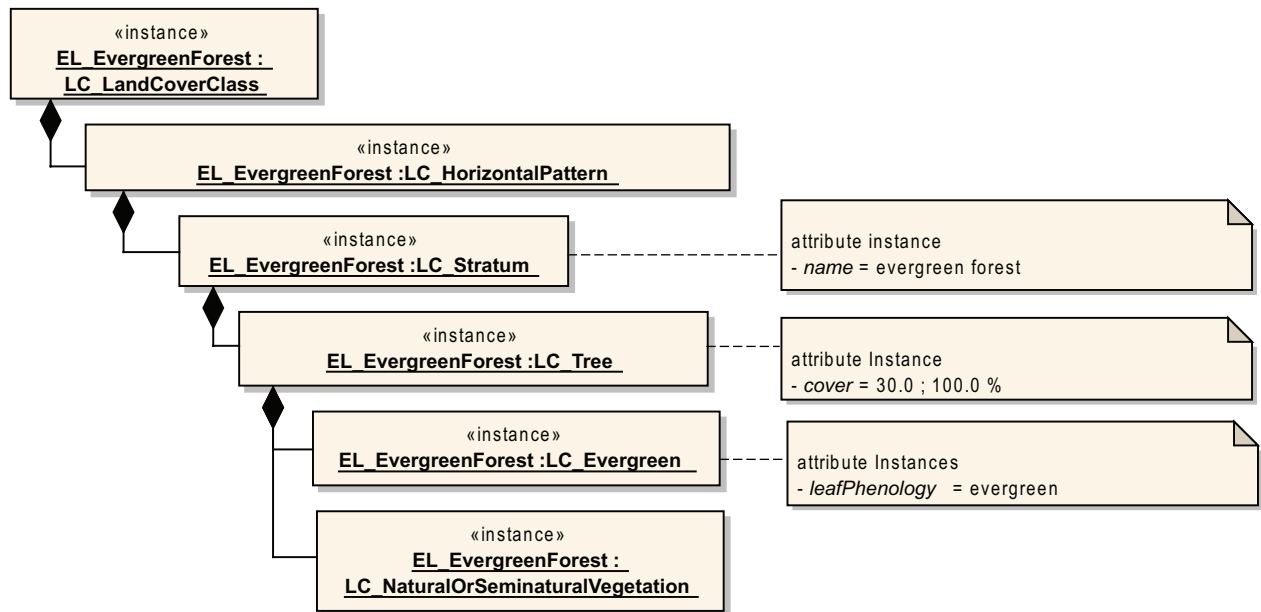 «instance»
EL_EvergreenForest :
LC_LandCoverClass
«instance»
EL_EvergreenForest :LC_HorizontalPattern
«instance»
EL_EvergreenForest :LC_Stratum
attribute instance
- name = evergreen forest
«instance»
EL_EvergreenForest :LC_Tree
attribute Instance
- cover = 30.0 ; 100.0 %
«instance»
EL_EvergreenForest :LC_Evergreen
attribute Instances
- leafPhenology = evergreen
«instance»
EL_EvergreenForest :
LC_NaturalOrSeminaturalVegetation